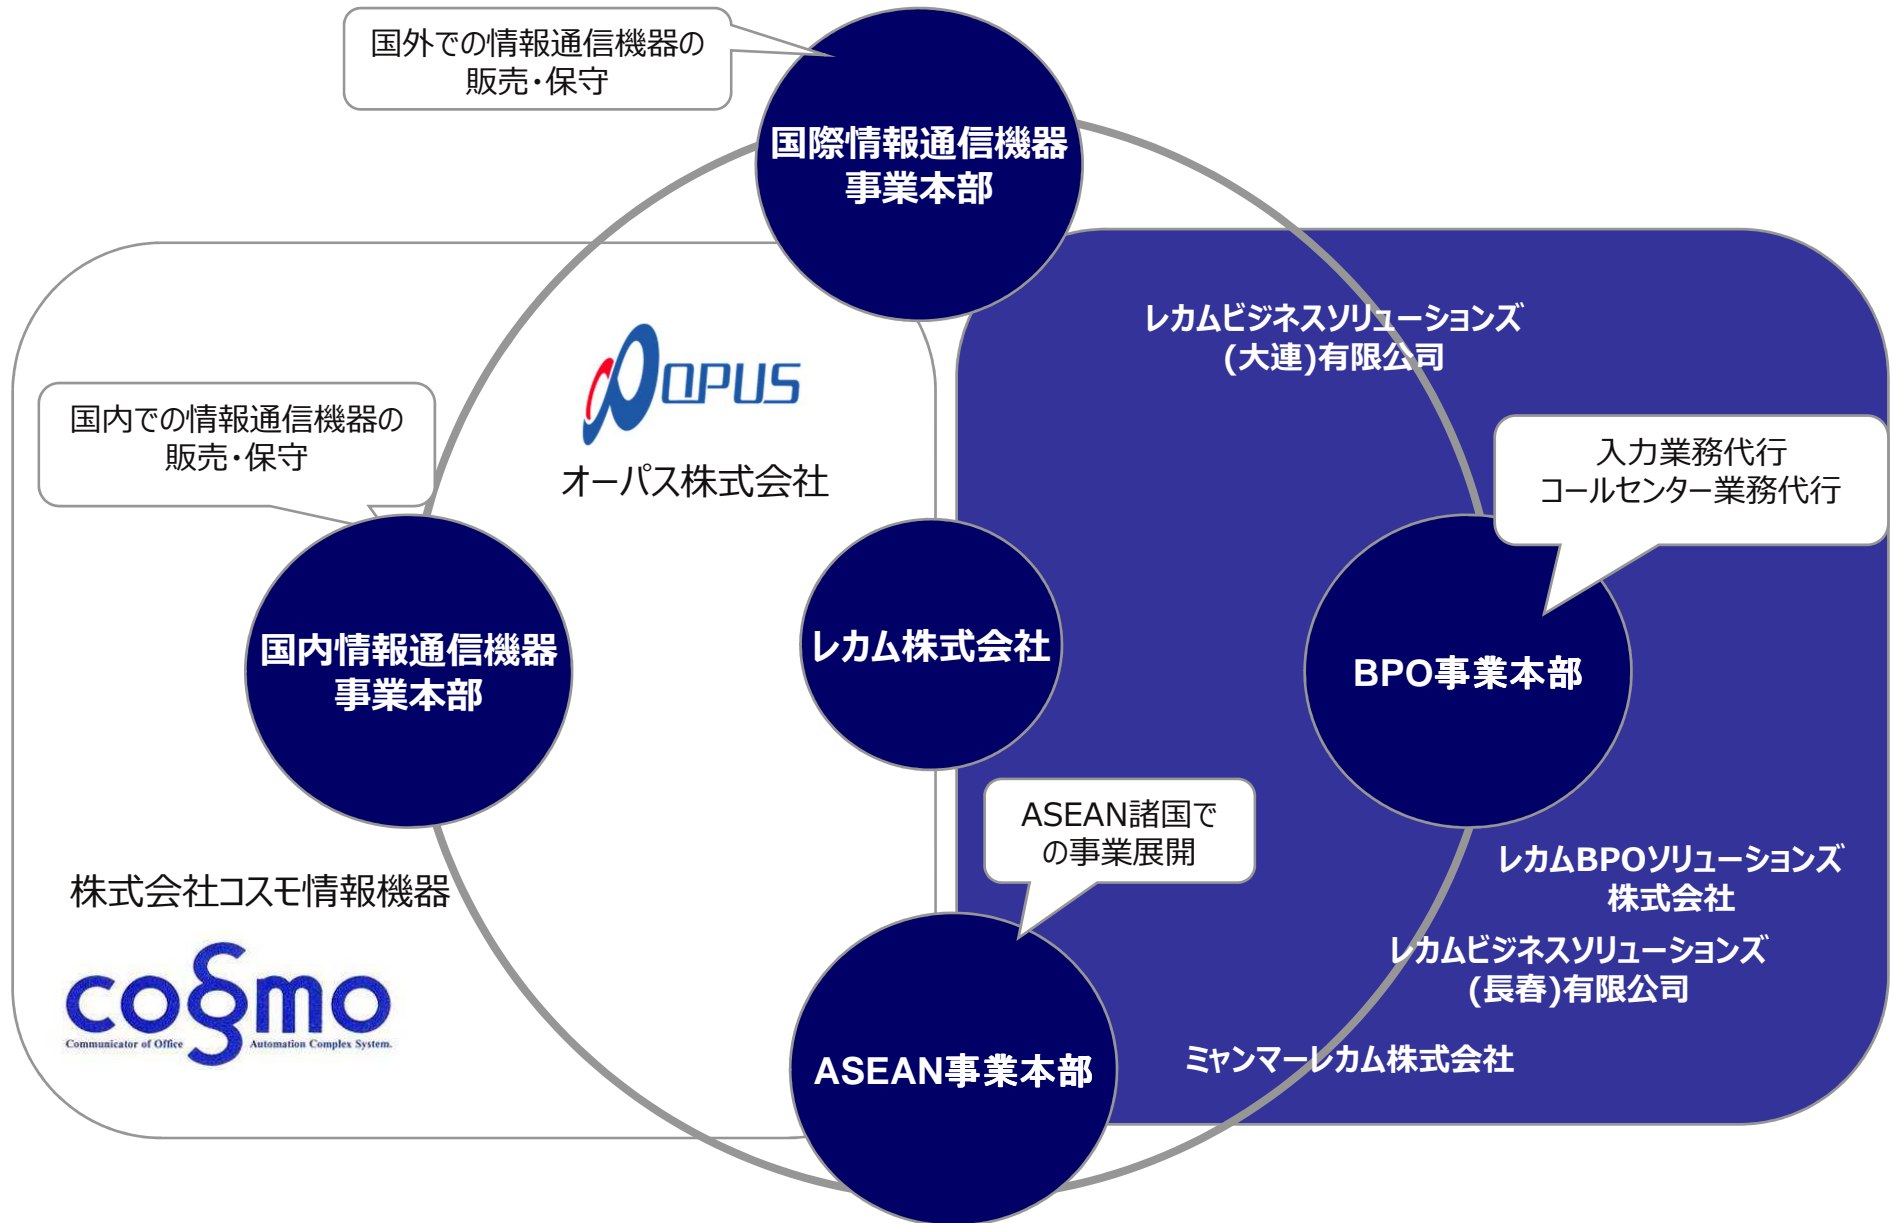 国外での情報通信機器の
販売・保守
国際情報通信機器
事業本部
レカムビジネスソリューションズ
(大連)有限公司
OPUS
オーパス株式会社
国内での情報通信機器の
販売・保守
入力業務代行
コールセンター業務代行
国内情報通信機器
事業本部
レカム株式会社
BPO事業本部
ASEAN諸国で
の事業展開
レカムBPOソリューションズ
株式会社
株式会社コスモ情報機器
レカムビジネスソリューションズ
(長春)有限公司
cosmo
Communicator of Office Automation Complex System.
ミャンマーレカム株式会社
ASEAN事業本部